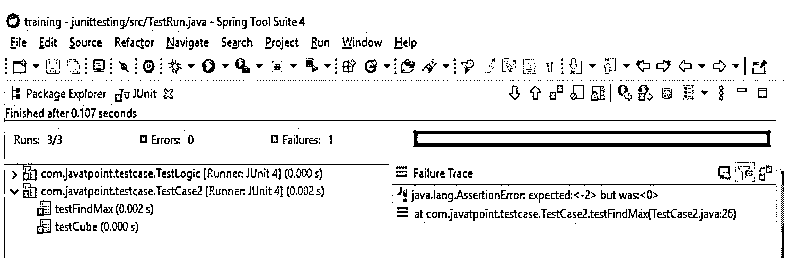 training - junittesting/src/TestRun.java - Spring Tool Suite 4
File Edit Source Refactor Navigate Search Project Run Window Help
Package Explorer JUnit
Finished after 0.107 seconds
Runs: 3/3 Errors: 0 Failures: 1
com.javatpoint.testcase.TestLogic [Runner: JUnit 4] (0.000 s)
com.javatpoint.testcase.TestCase2 [Runner: JUnit 4] (0.002 s)
testFindMax (0.002 s)
testCube (0.000 s)
Failure Trace
java.lang.AssertionError: expected:<-2> but was:<0>
at com.javatpoint.testcase.TestCase2.testFindMax(TestCase2.java:26)